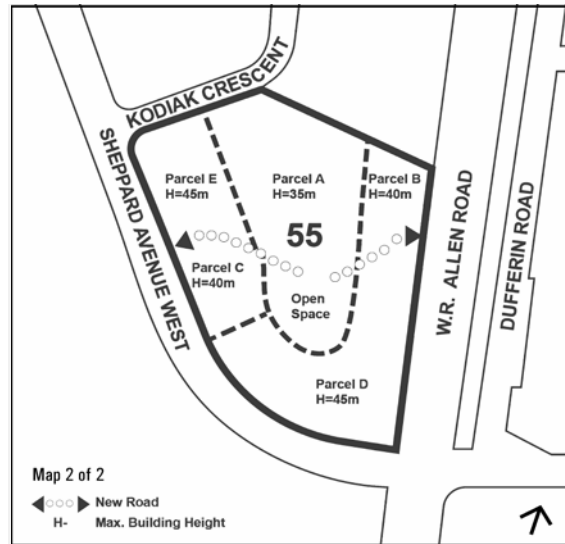 KODIAK CRESCENT
SHEPPARD AVENUE WEST
Parcel E
H=45m
Parcel A
H=35m
Parcel B
H=40m
55
Parcel C
H=40m
Open
Space
Parcel D
H=45m
W.R. ALLEN ROAD
DUFFERIN ROAD
Map 2 of 2
New Road
H- Max. Building Height